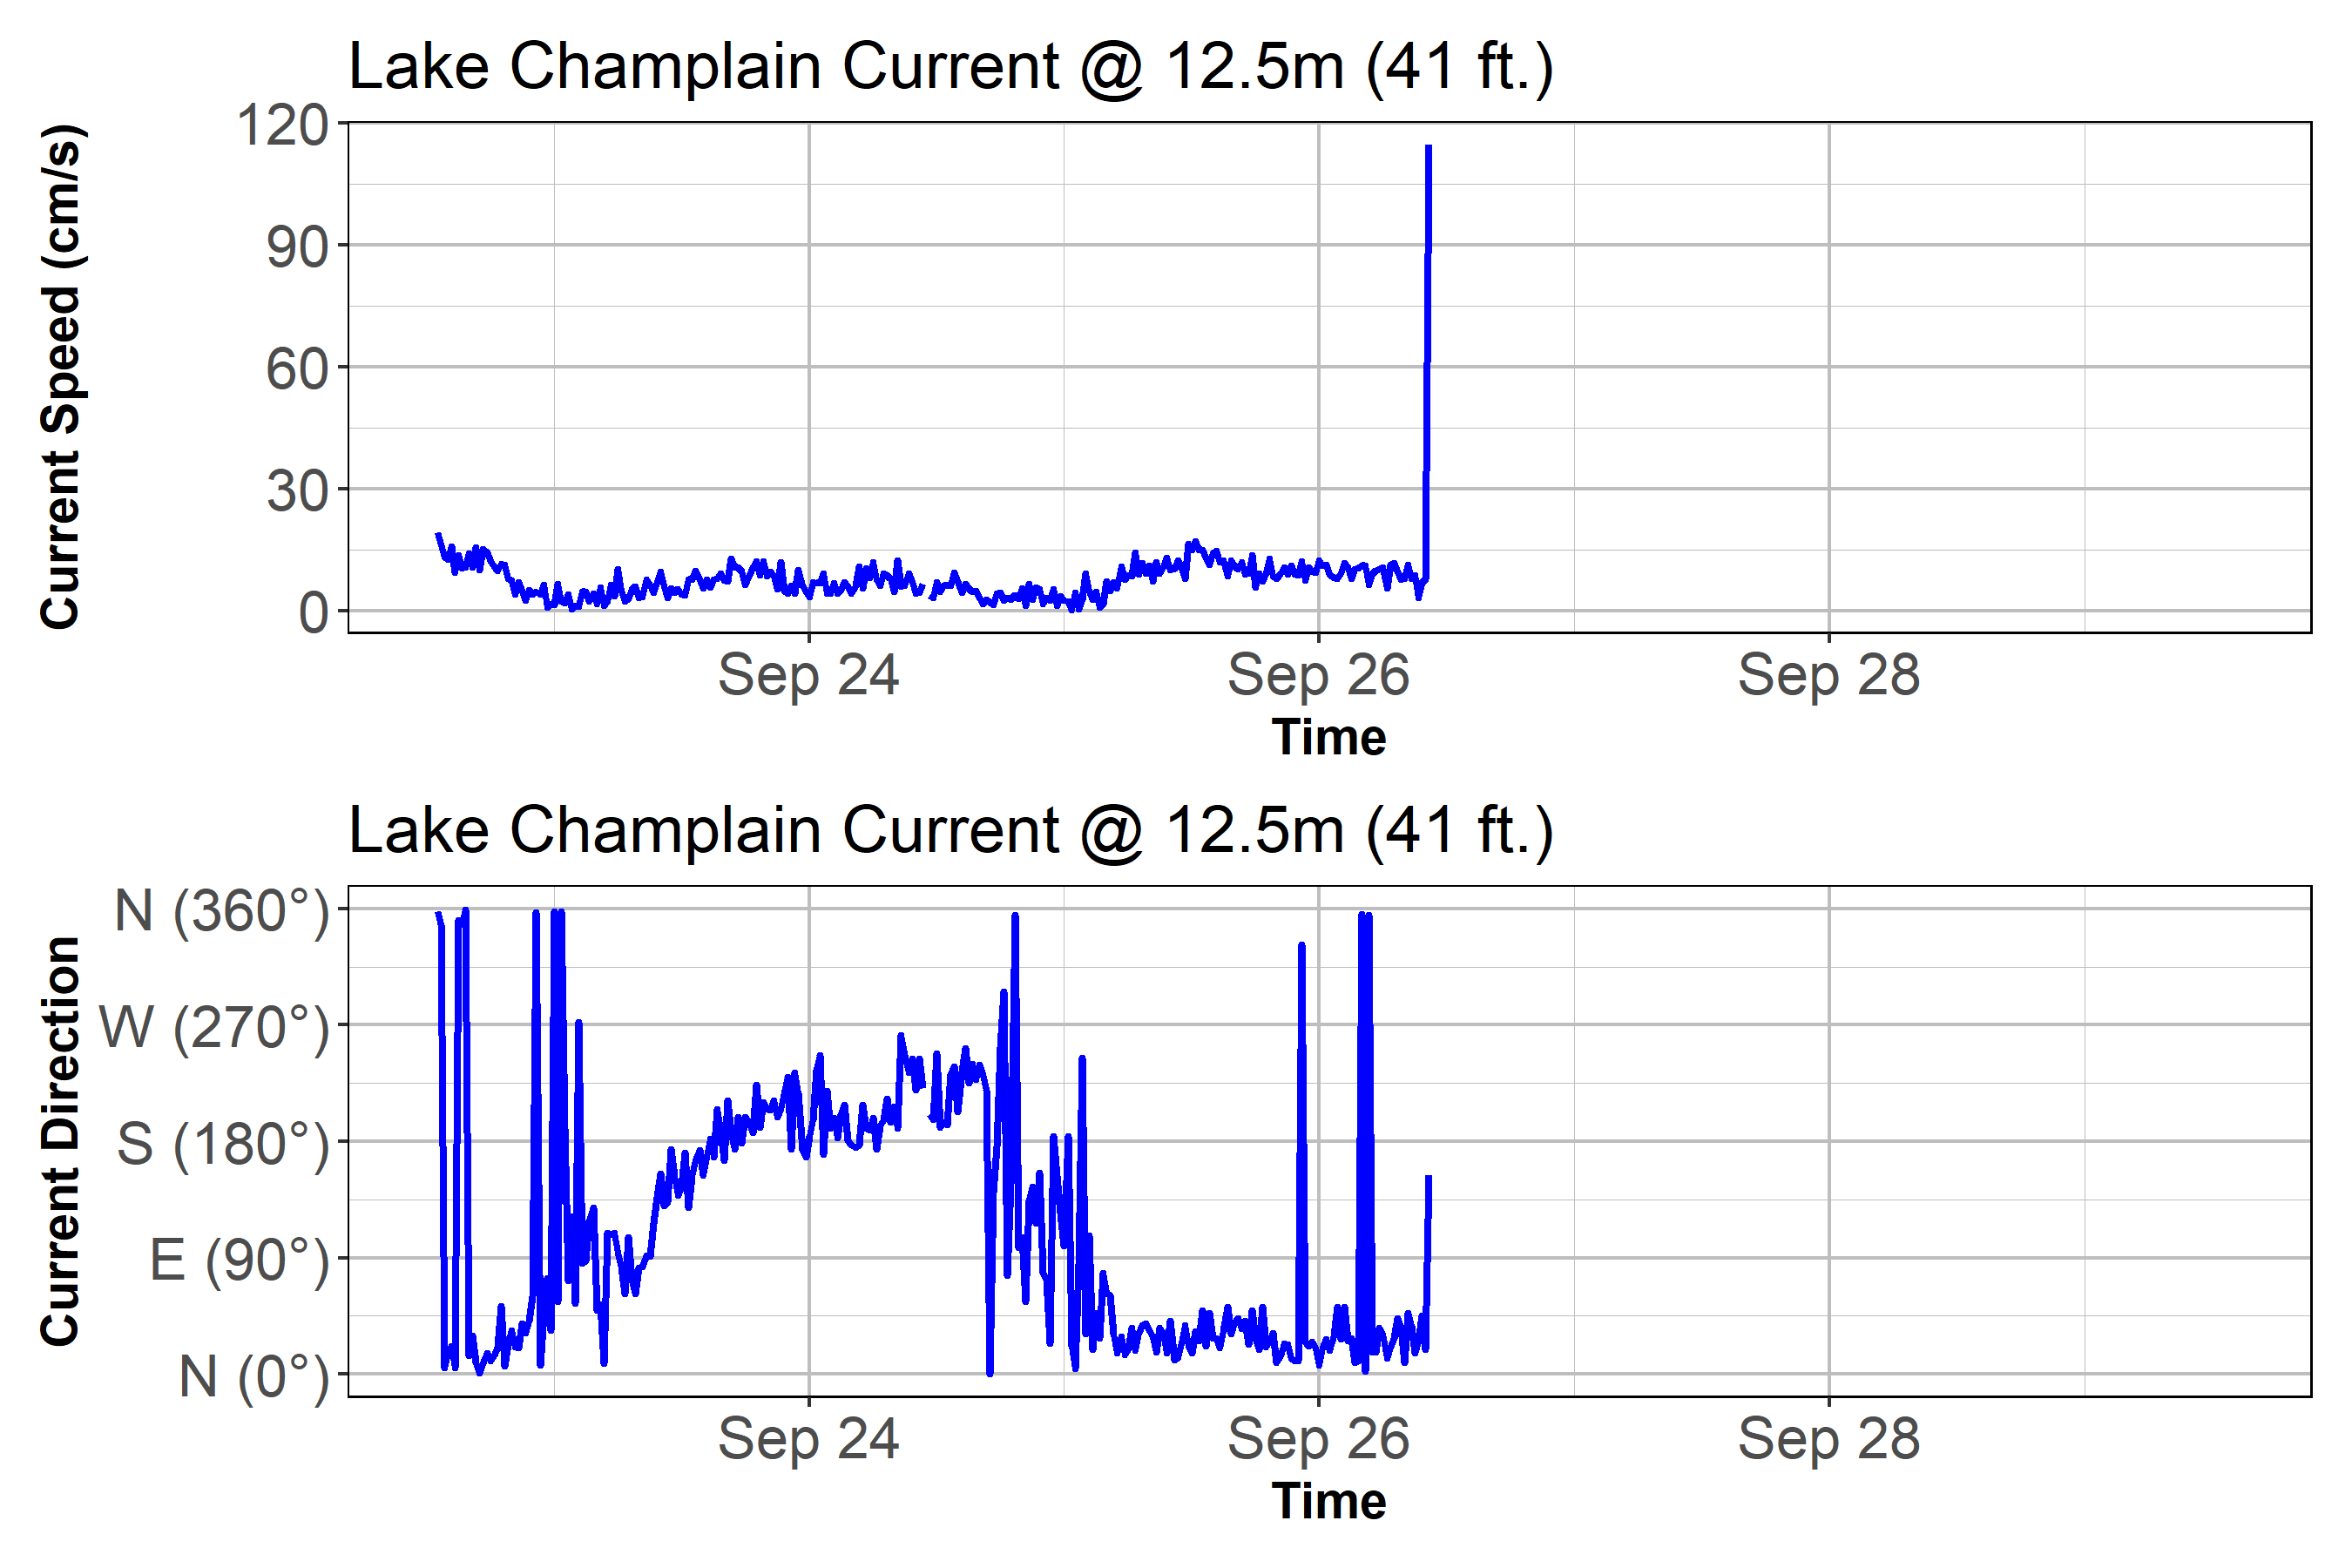 Lake Champlain Current @ 12.5m (41 ft.)
Current Speed (cm/s)
120
90
60
30
0
Sep 24 Sep 26 Sep 28
Time
Lake Champlain Current @ 12.5m (41 ft.)
Current Direction
N (360°)
W (270°)
S (180°)
E (90°)
N (0°)
Sep 24 Sep 26 Sep 28
Time